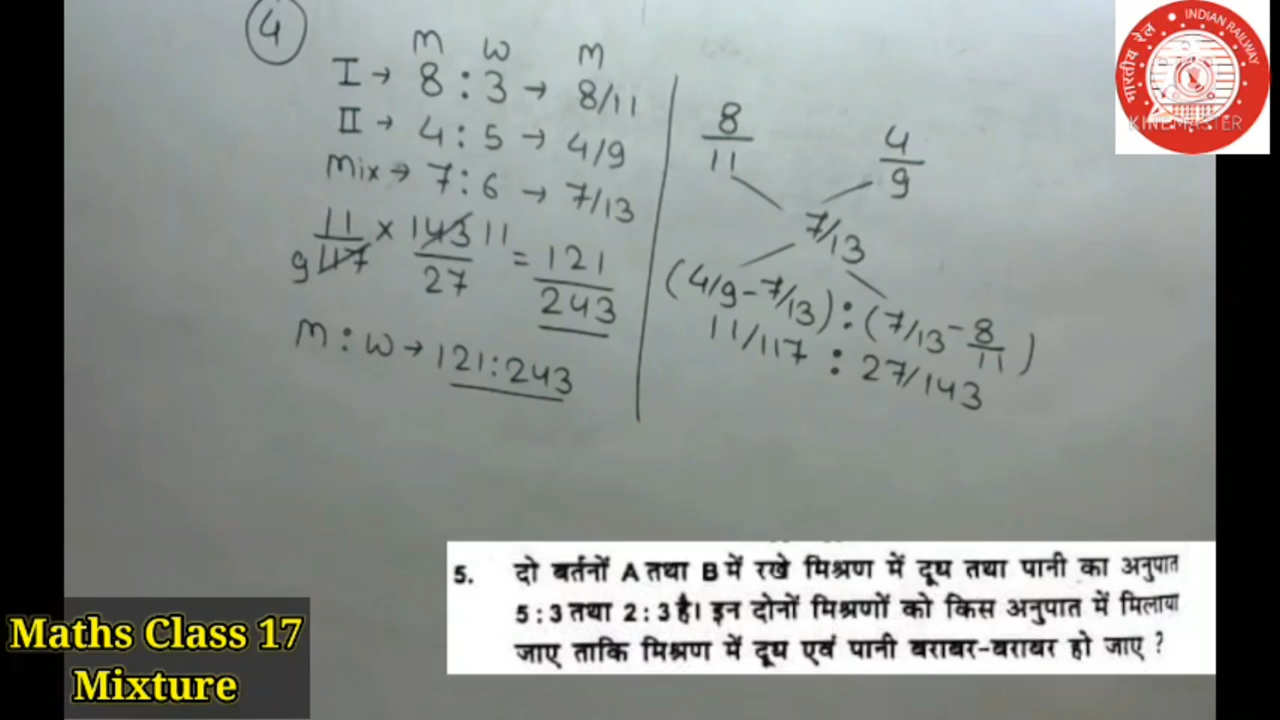 4
M W M
I → 8 : 3 → 8/11
II → 4 : 5 → 4/9
Mix → 7 : 6 → 7/13
11/117 × 143/27 = 121/243
9 11
M : W → 121 : 243
8/11 4/9
7/13
(4/9 - 7/13) : (7/13 - 8/11)
11/117 : 27/143
भारतीय रेल INDIAN RAILWAY
KINEMASTER
5. दो बर्तनों A तथा B में रखे मिश्रण में दूध तथा पानी का अनुपात
5 : 3 तथा 2 : 3 है। इन दोनों मिश्रणों को किस अनुपात में मिलाया
जाए ताकि मिश्रण में दूध एवं पानी बराबर-बराबर हो जाए ?
Maths Class 17
Mixture